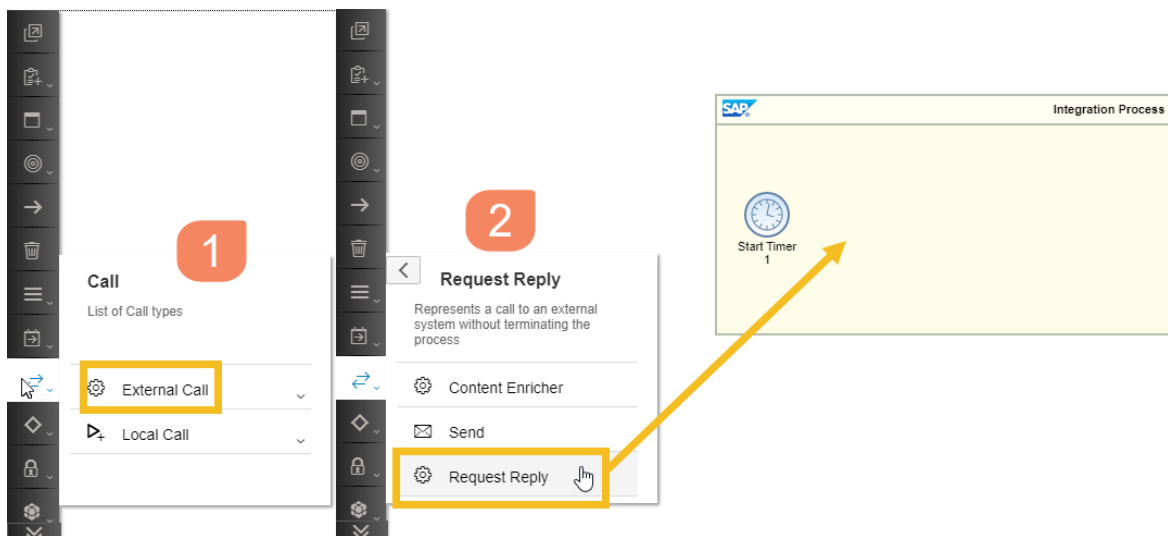 1
Call
List of Call types
External Call
Local Call
2
Request Reply
Represents a call to an external
system without terminating the
process
Content Enricher
Send
Request Reply
SAP
Integration Process
Start Timer
1